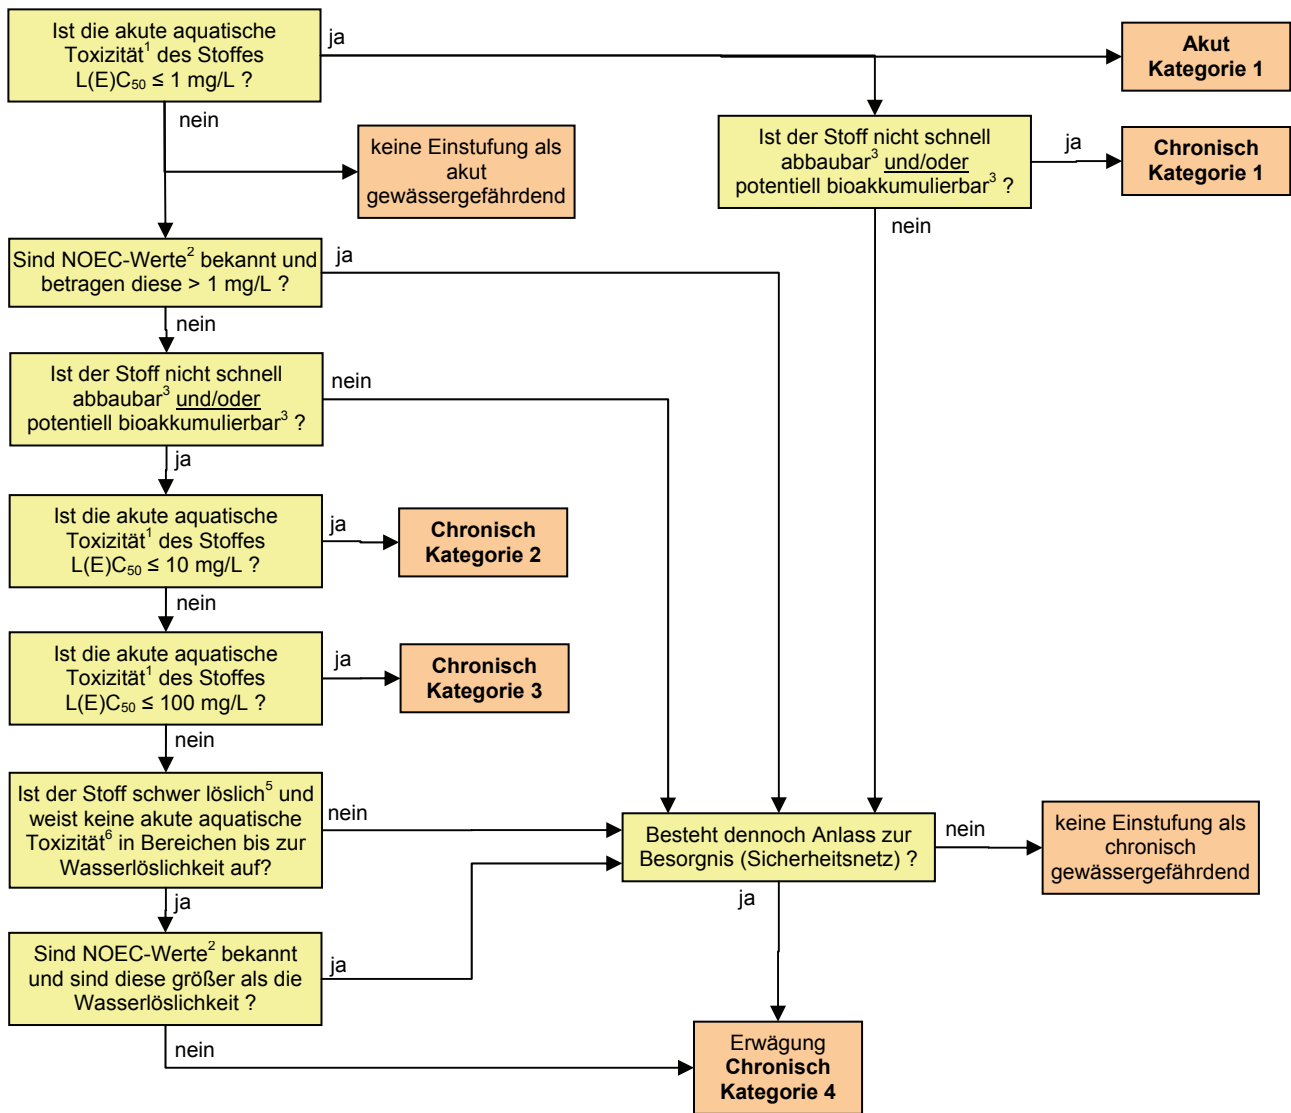 Ist die akute aquatische
Toxizität¹ des Stoffes
L(E)C₅₀ ≤ 1 mg/L ?
ja
Akut
Kategorie 1
nein
keine Einstufung als
akut
gewässergefährdend
Ist der Stoff nicht schnell
abbaubar³ und/oder
potentiell bioakkumulierbar³ ?
ja
Chronisch
Kategorie 1
nein
Sind NOEC-Werte² bekannt und
betragen diese > 1 mg/L ?
ja
nein
Ist der Stoff nicht schnell
abbaubar³ und/oder
potentiell bioakkumulierbar³ ?
nein
ja
Ist die akute aquatische
Toxizität¹ des Stoffes
L(E)C₅₀ ≤ 10 mg/L ?
ja
Chronisch
Kategorie 2
nein
Ist die akute aquatische
Toxizität¹ des Stoffes
L(E)C₅₀ ≤ 100 mg/L ?
ja
Chronisch
Kategorie 3
nein
Ist der Stoff schwer löslich⁵ und
weist keine akute aquatische
Toxizität⁶ in Bereichen bis zur
Wasserlöslichkeit auf?
nein
Besteht dennoch Anlass zur
Besorgnis (Sicherheitsnetz) ?
nein
keine Einstufung als
chronisch
gewässergefährdend
ja
ja
Sind NOEC-Werte² bekannt
und sind diese größer als die
Wasserlöslichkeit ?
ja
nein
Erwägung
Chronisch
Kategorie 4